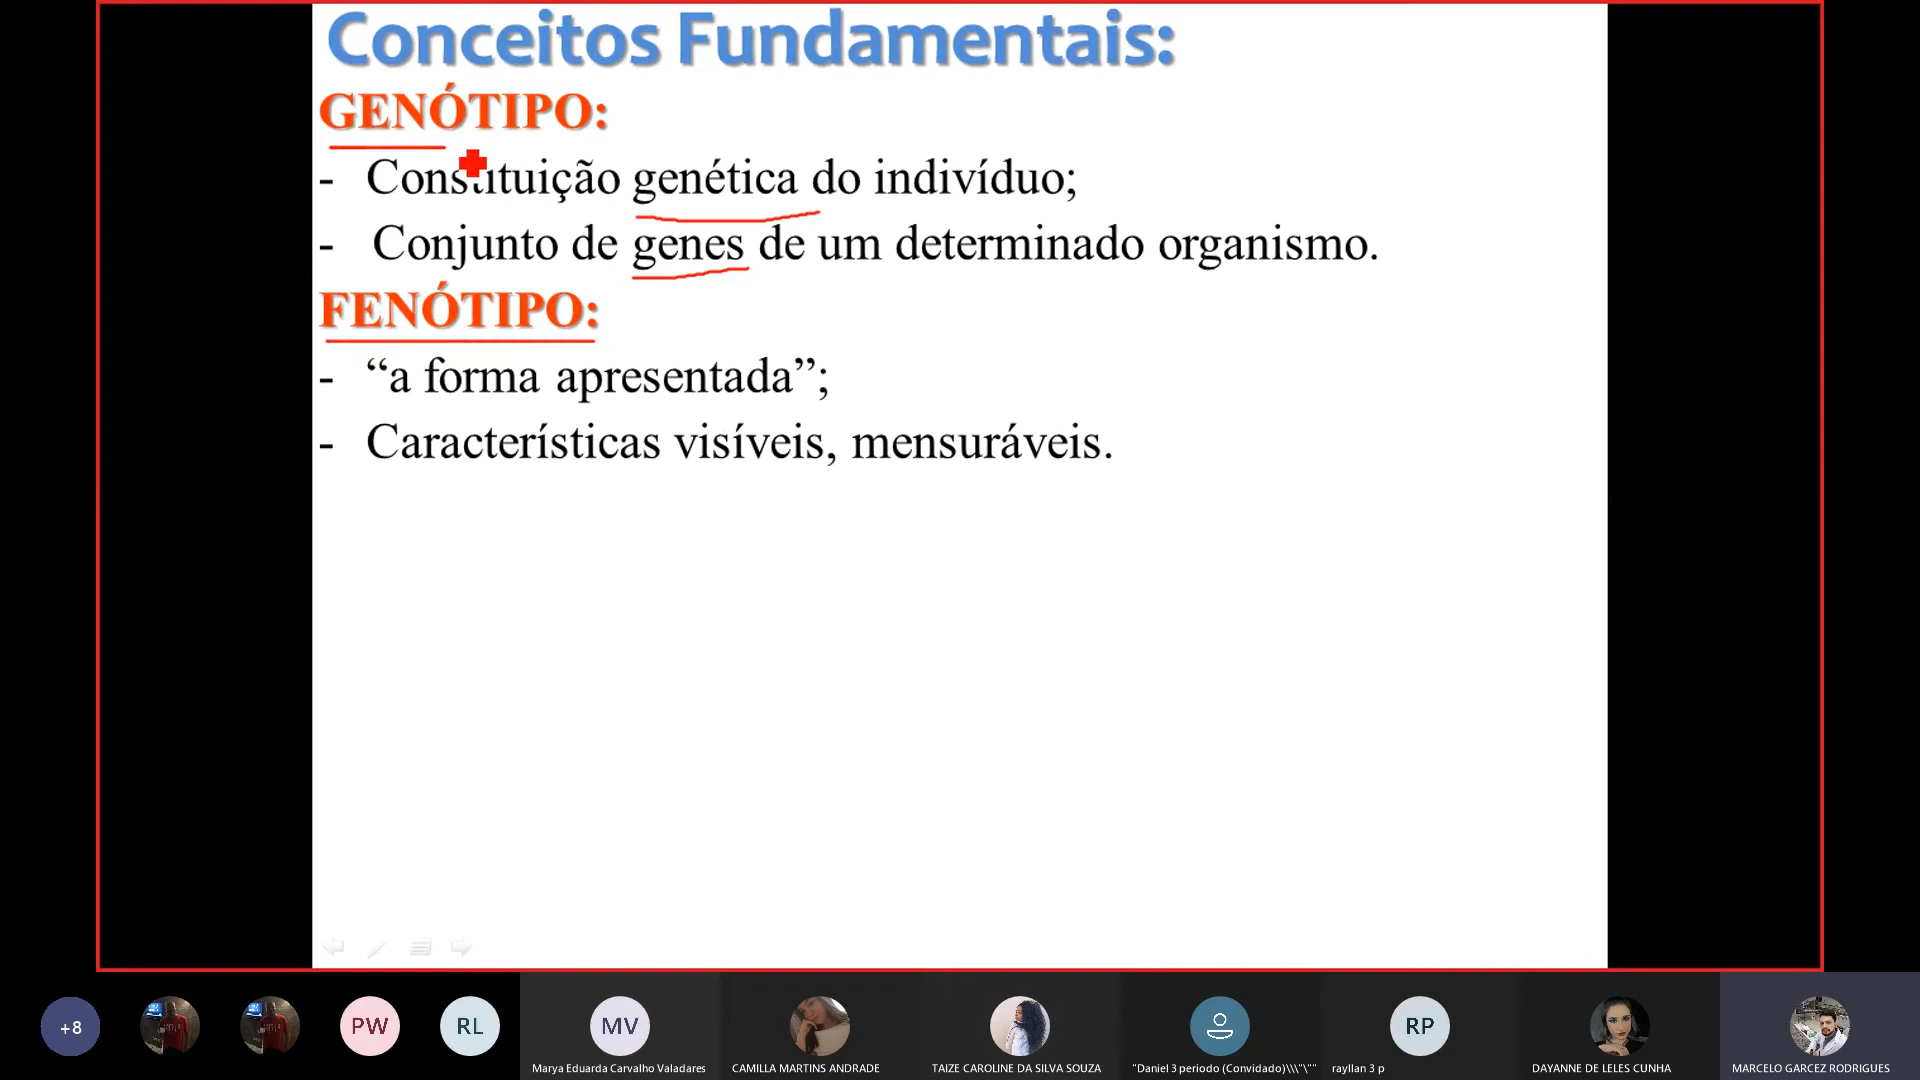 Conceitos Fundamentais:
GENÓTIPO:
- Constituição genética do indivíduo;
- Conjunto de genes de um determinado organismo.
FENÓTIPO:
- “a forma apresentada”;
- Características visíveis, mensuráveis.
+8
PW
RL
MV
RP
Marya Eduarda Carvalho Valadares
CAMILLA MARTINS ANDRADE
TAIZE CAROLINE DA SILVA SOUZA
"Daniel 3 periodo (Convidado)\\\"\""
rayllan 3 p
DAYANNE DE LELES CUNHA
MARCELO GARCEZ RODRIGUES